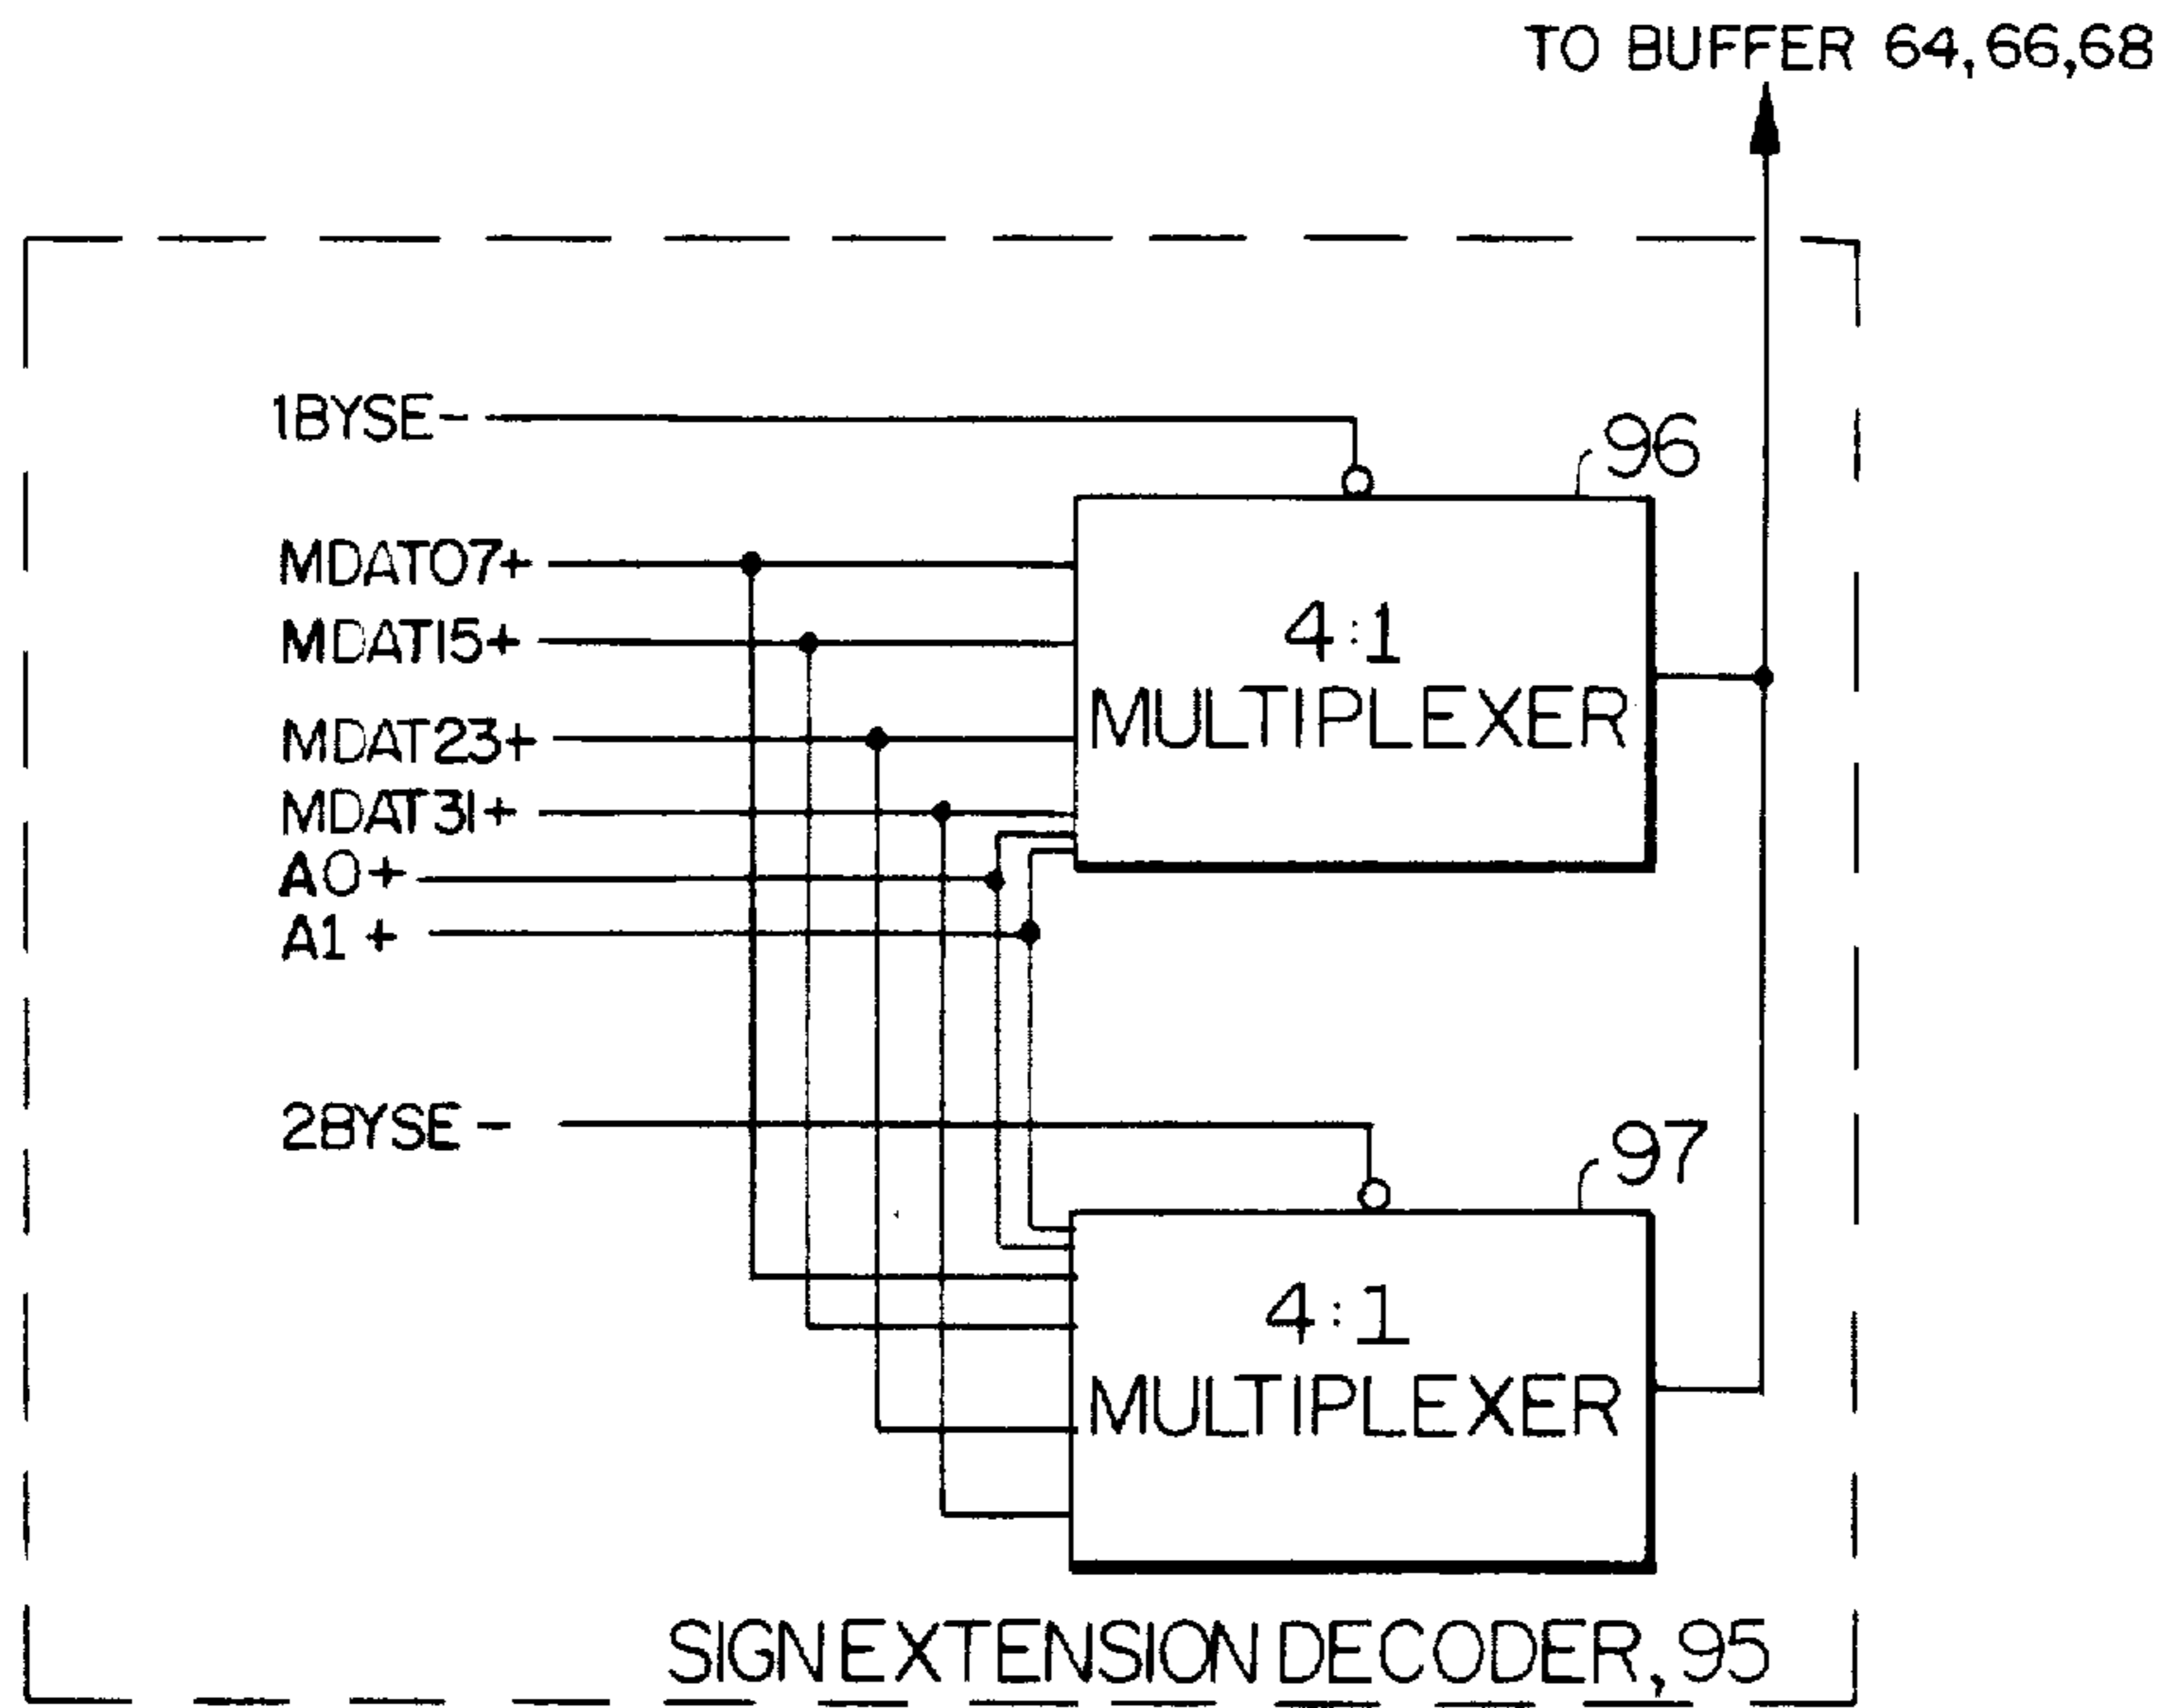 TO BUFFER 64,66,68
1BYSE-
96
MDAT07+
MDAT15+
MDAT23+
MDAT31+
A0+
A1+
4:1
MULTIPLEXER
2BYSE-
97
4:1
MULTIPLEXER
SIGN EXTENSION DECODER, 95